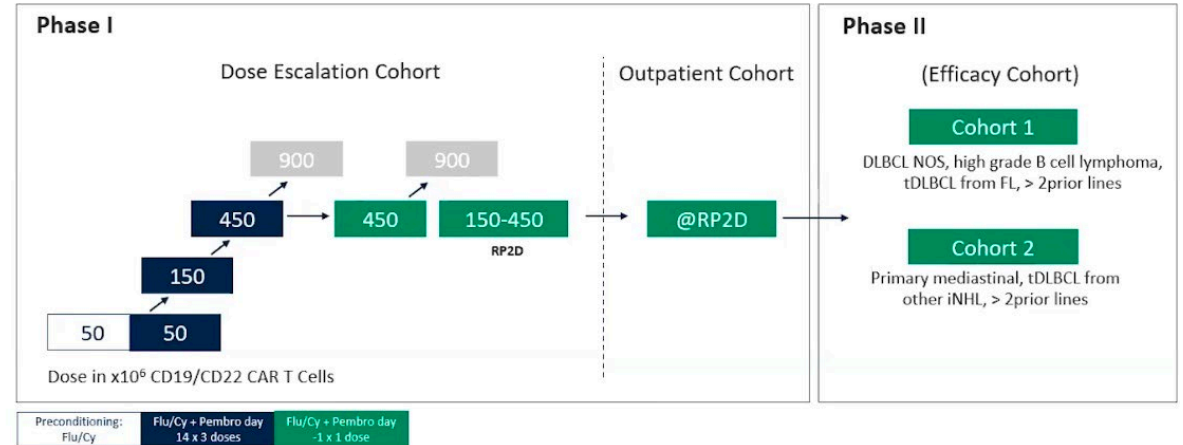 Phase I
Dose Escalation Cohort
Outpatient Cohort
900
900
450
450
150-450
RP2D
@RP2D
150
50
50
Dose in x10⁶ CD19/CD22 CAR T Cells
Phase II
(Efficacy Cohort)
Cohort 1
DLBCL NOS, high grade B cell lymphoma,
tDLBCL from FL, > 2prior lines
Cohort 2
Primary mediastinal, tDLBCL from
other iNHL, > 2prior lines
Preconditioning:
Flu/Cy
Flu/Cy + Pembro day
14 x 3 doses
Flu/Cy + Pembro day
-1 x 1 dose